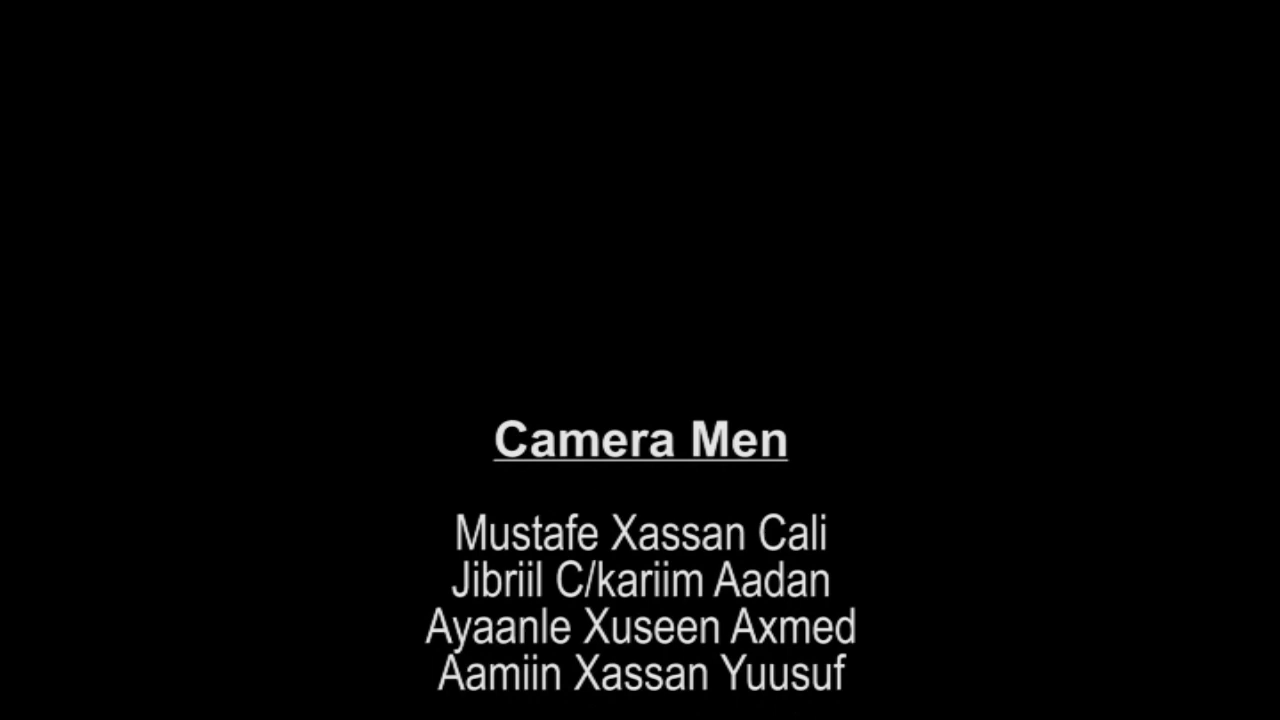 Camera Men
Mustafe Xassan Cali
Jibriil C/kariim Aadan
Ayaanle Xuseen Axmed
Aamiin Xassan Yuusuf